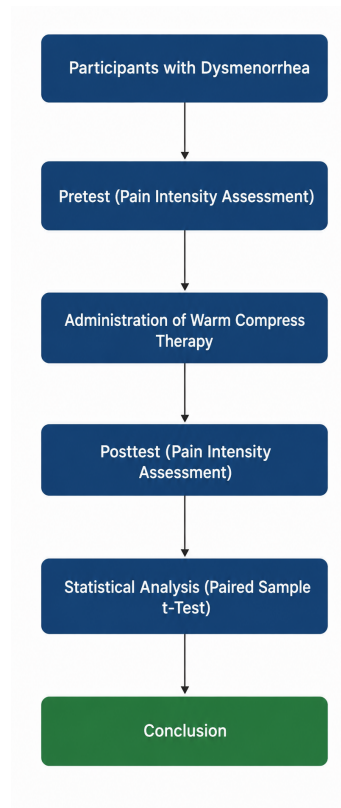 Participants with Dysmenorrhea
Pretest (Pain Intensity Assessment)
Administration of Warm Compress
Therapy
Posttest (Pain Intensity
Assessment)
Statistical Analysis (Paired Sample
t-Test)
Conclusion